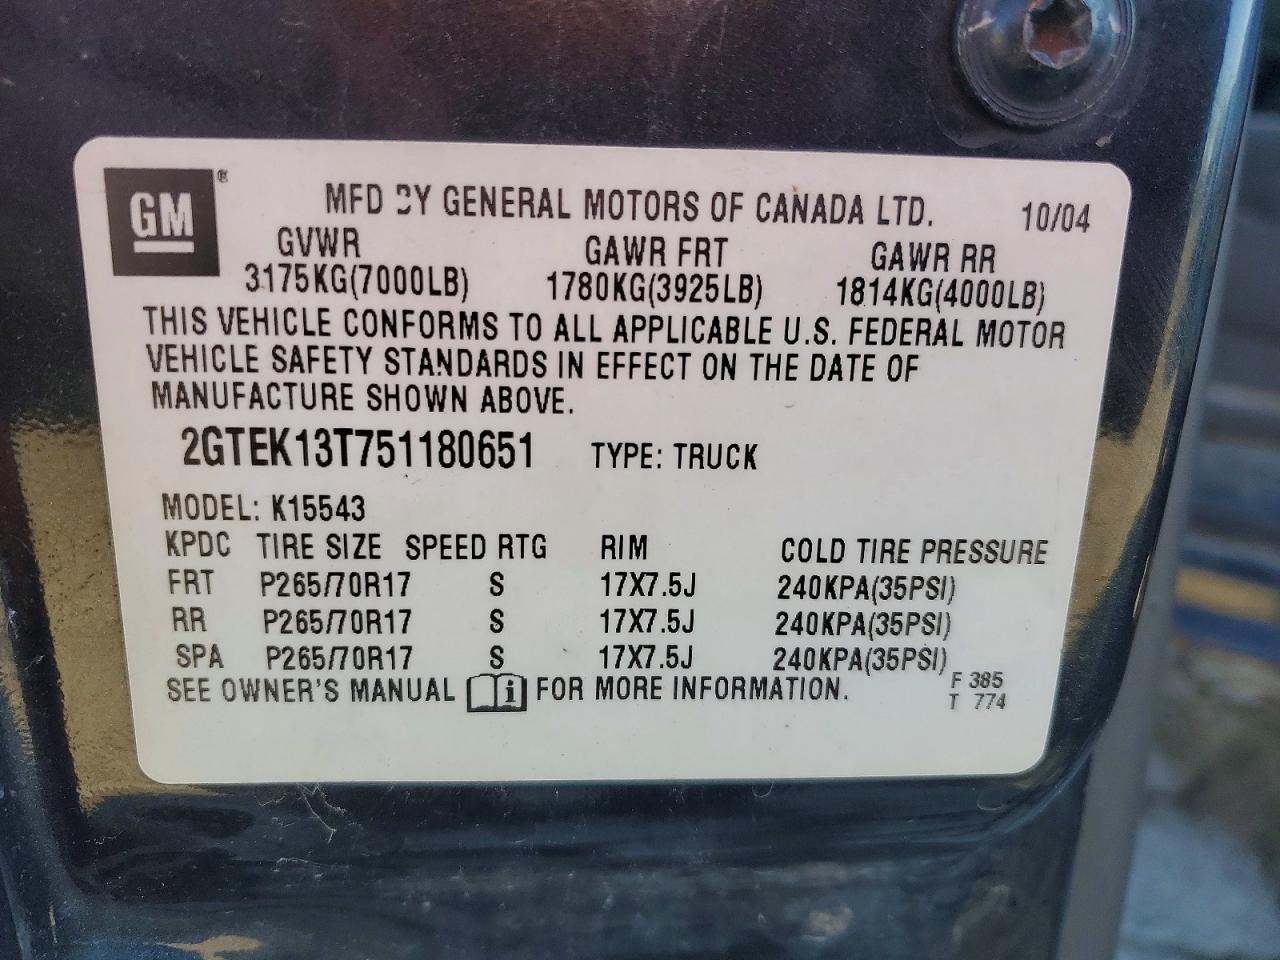 GM®
MFD BY GENERAL MOTORS OF CANADA LTD. 10/04
GVWR GAWR FRT GAWR RR
3175KG(7000LB) 1780KG(3925LB) 1814KG(4000LB)
THIS VEHICLE CONFORMS TO ALL APPLICABLE U.S. FEDERAL MOTOR
VEHICLE SAFETY STANDARDS IN EFFECT ON THE DATE OF
MANUFACTURE SHOWN ABOVE.
2GTEK13T751180651 TYPE: TRUCK
MODEL: K15543
KPDC TIRE SIZE SPEED RTG RIM COLD TIRE PRESSURE
FRT P265/70R17 S 17X7.5J 240KPA(35PSI)
RR P265/70R17 S 17X7.5J 240KPA(35PSI)
SPA P265/70R17 S 17X7.5J 240KPA(35PSI)
SEE OWNER'S MANUAL i FOR MORE INFORMATION. F 385
T 774